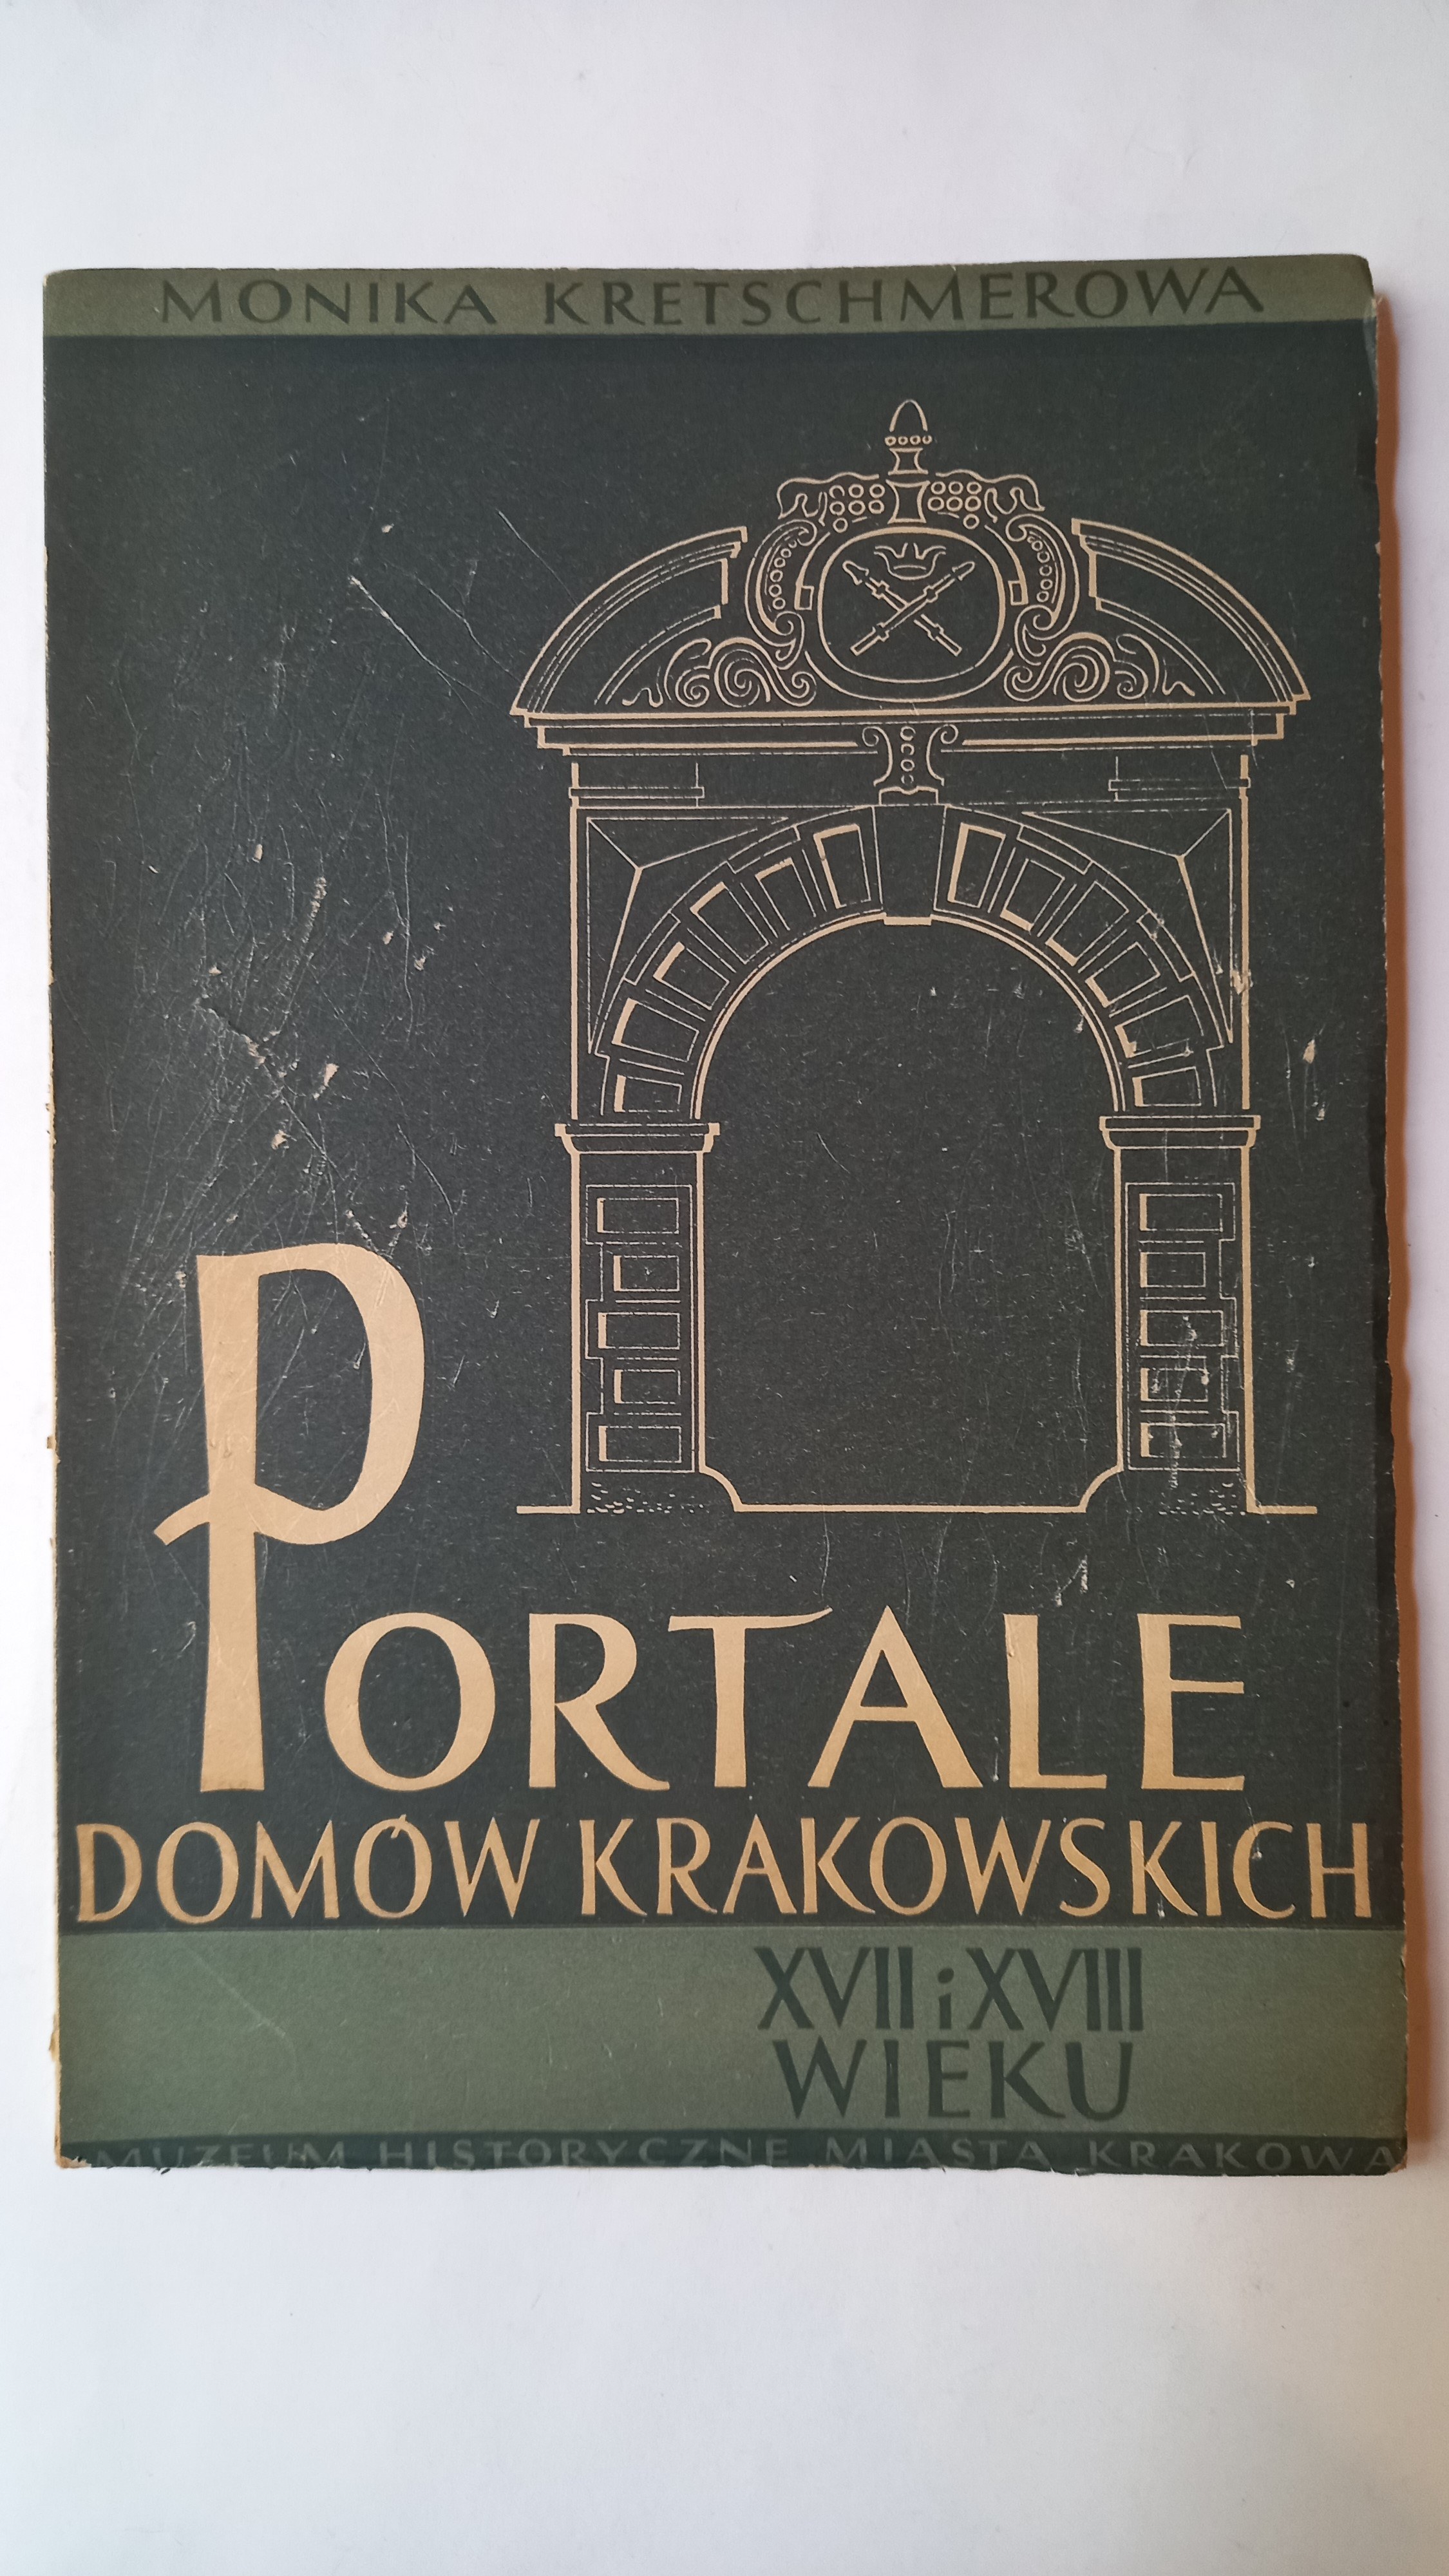 MONIKA KRETSCHMEROWA
PORTALE
DOMÓW KRAKOWSKICH
XVII i XVIII
WIEKU
MUZEUM HISTORYCZNE MIASTA KRAKOWA